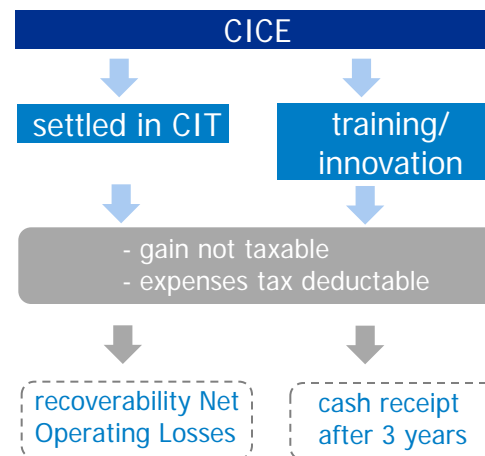 CICE
settled in CIT
training/
innovation
- gain not taxable
- expenses tax deductable
recoverability Net
Operating Losses
cash receipt
after 3 years